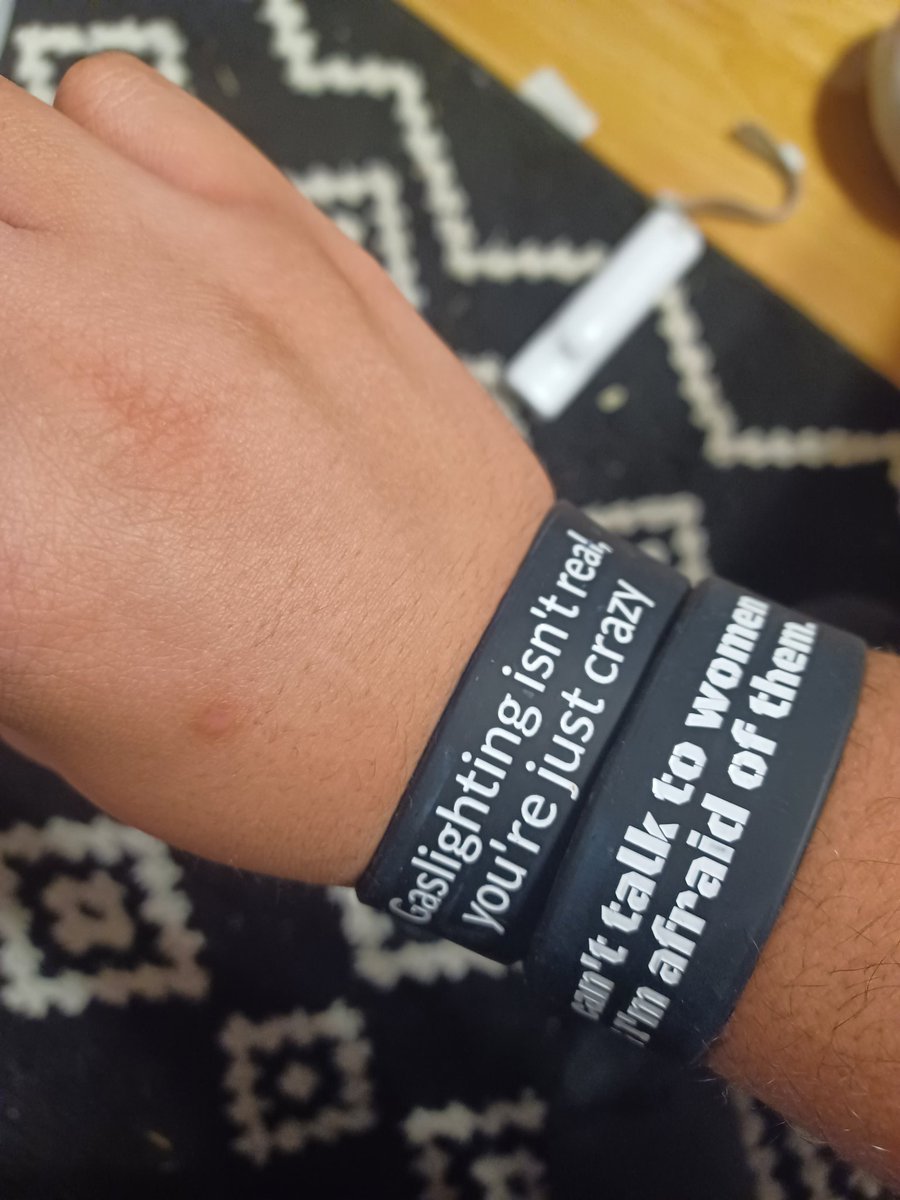 Gaslighting isn't real,
you're just crazy
can't talk to women
I'm afraid of them.